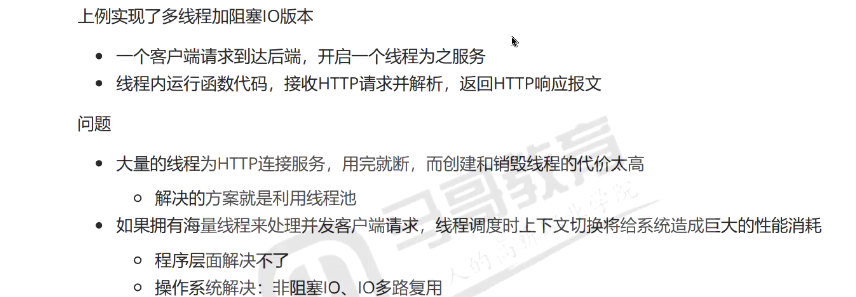 上例实现了多线程加阻塞IO版本
一个客户端请求到达后端，开启一个线程为之服务
线程内运行函数代码，接收HTTP请求并解析，返回HTTP响应报文
问题
大量的线程为HTTP连接服务，用完就断，而创建和销毁线程的代价太高
解决的方案就是利用线程池
如果拥有海量线程来处理并发客户端请求，线程调度时上下文切换将给系统造成巨大的性能消耗
程序层面解决不了
操作系统解决：非阻塞IO、IO多路复用
马哥教育
人的高薪职业学院